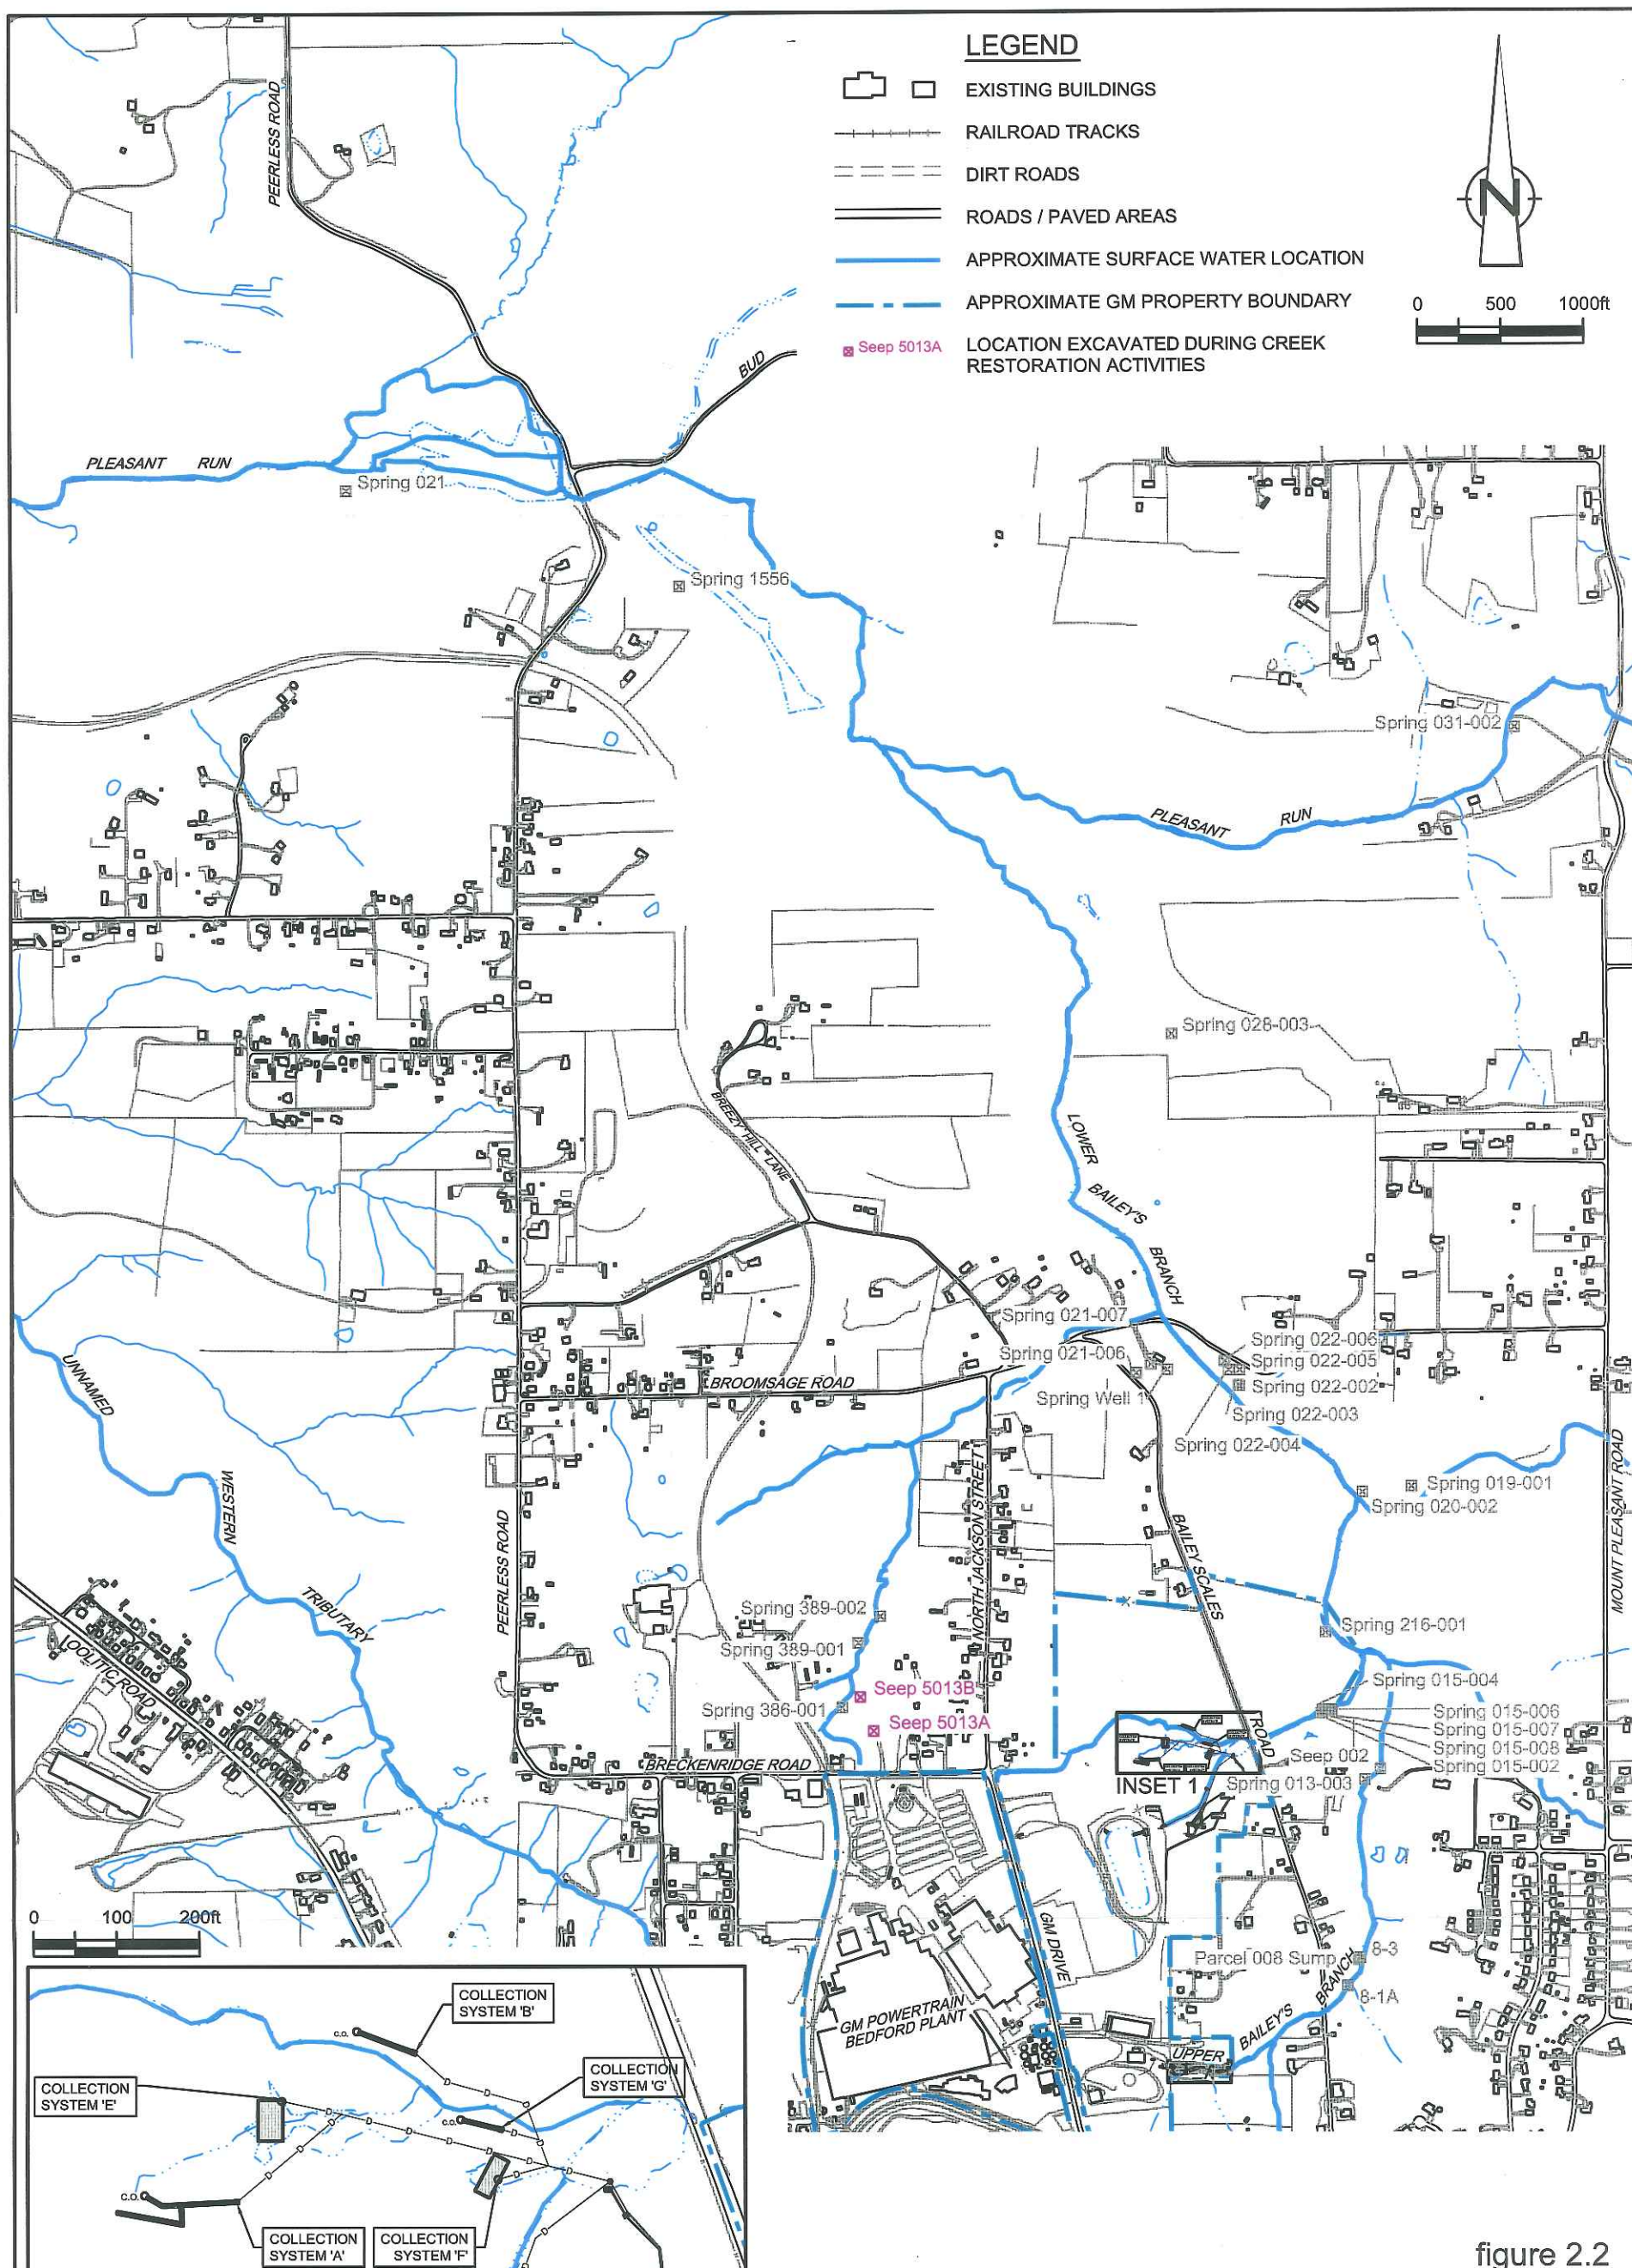 LEGEND
EXISTING BUILDINGS
RAILROAD TRACKS
DIRT ROADS
ROADS / PAVED AREAS
APPROXIMATE SURFACE WATER LOCATION
APPROXIMATE GM PROPERTY BOUNDARY
Seep 5013A
LOCATION EXCAVATED DURING CREEK
RESTORATION ACTIVITIES
N
0 500 1000ft
PEERLESS ROAD
BUD
PLEASANT RUN
Spring 021
Spring 1556
Spring 031-002
PLEASANT RUN
Spring 028-003
BREEZY HILL LANE
LOWER
BAILEY'S
BRANCH
Spring 021-007
Spring 021-006
Spring 022-006
Spring 022-005
Spring 022-002
Spring Well 1
Spring 022-003
Spring 022-004
BROOMSAGE ROAD
UNNAMED
WESTERN
TRIBUTARY
PEERLESS ROAD
NORTH JACKSON STREET
BAILEY SCALES
ROAD
MOUNT PLEASANT ROAD
Spring 019-001
Spring 020-002
Spring 389-002
Spring 389-001
Spring 216-001
OOLITIC ROAD
Seep 5013B
Spring 386-001
Seep 5013A
Spring 015-004
Spring 015-006
Spring 015-007
Spring 015-008
Spring 015-002
Seep 002
Spring 013-003
BRECKENRIDGE ROAD
INSET 1
GM DRIVE
GM POWERTRAIN
BEDFORD PLANT
Parcel 008 Sump
8-3
8-1A
UPPER
BAILEY'S
BRANCH
0 100 200ft
COLLECTION
SYSTEM 'B'
C.O.
COLLECTION
SYSTEM 'G'
C.O.
COLLECTION
SYSTEM 'E'
C.O.
COLLECTION
SYSTEM 'A'
COLLECTION
SYSTEM 'F'
figure 2.2